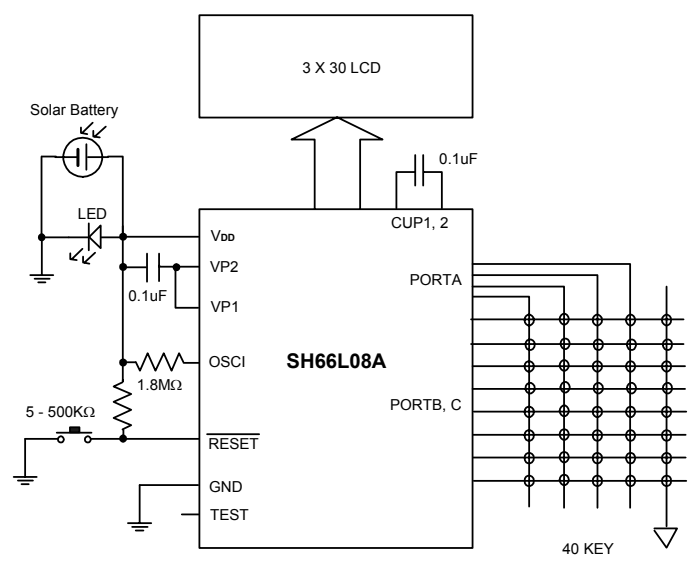 3 X 30 LCD
Solar Battery
0.1uF
LED
CUP1, 2
VDD
VP2
PORTA
0.1uF
VP1
OSCI
SH66L08A
1.8MΩ
5 - 500KΩ
PORTB, C
RESET
GND
TEST
40 KEY